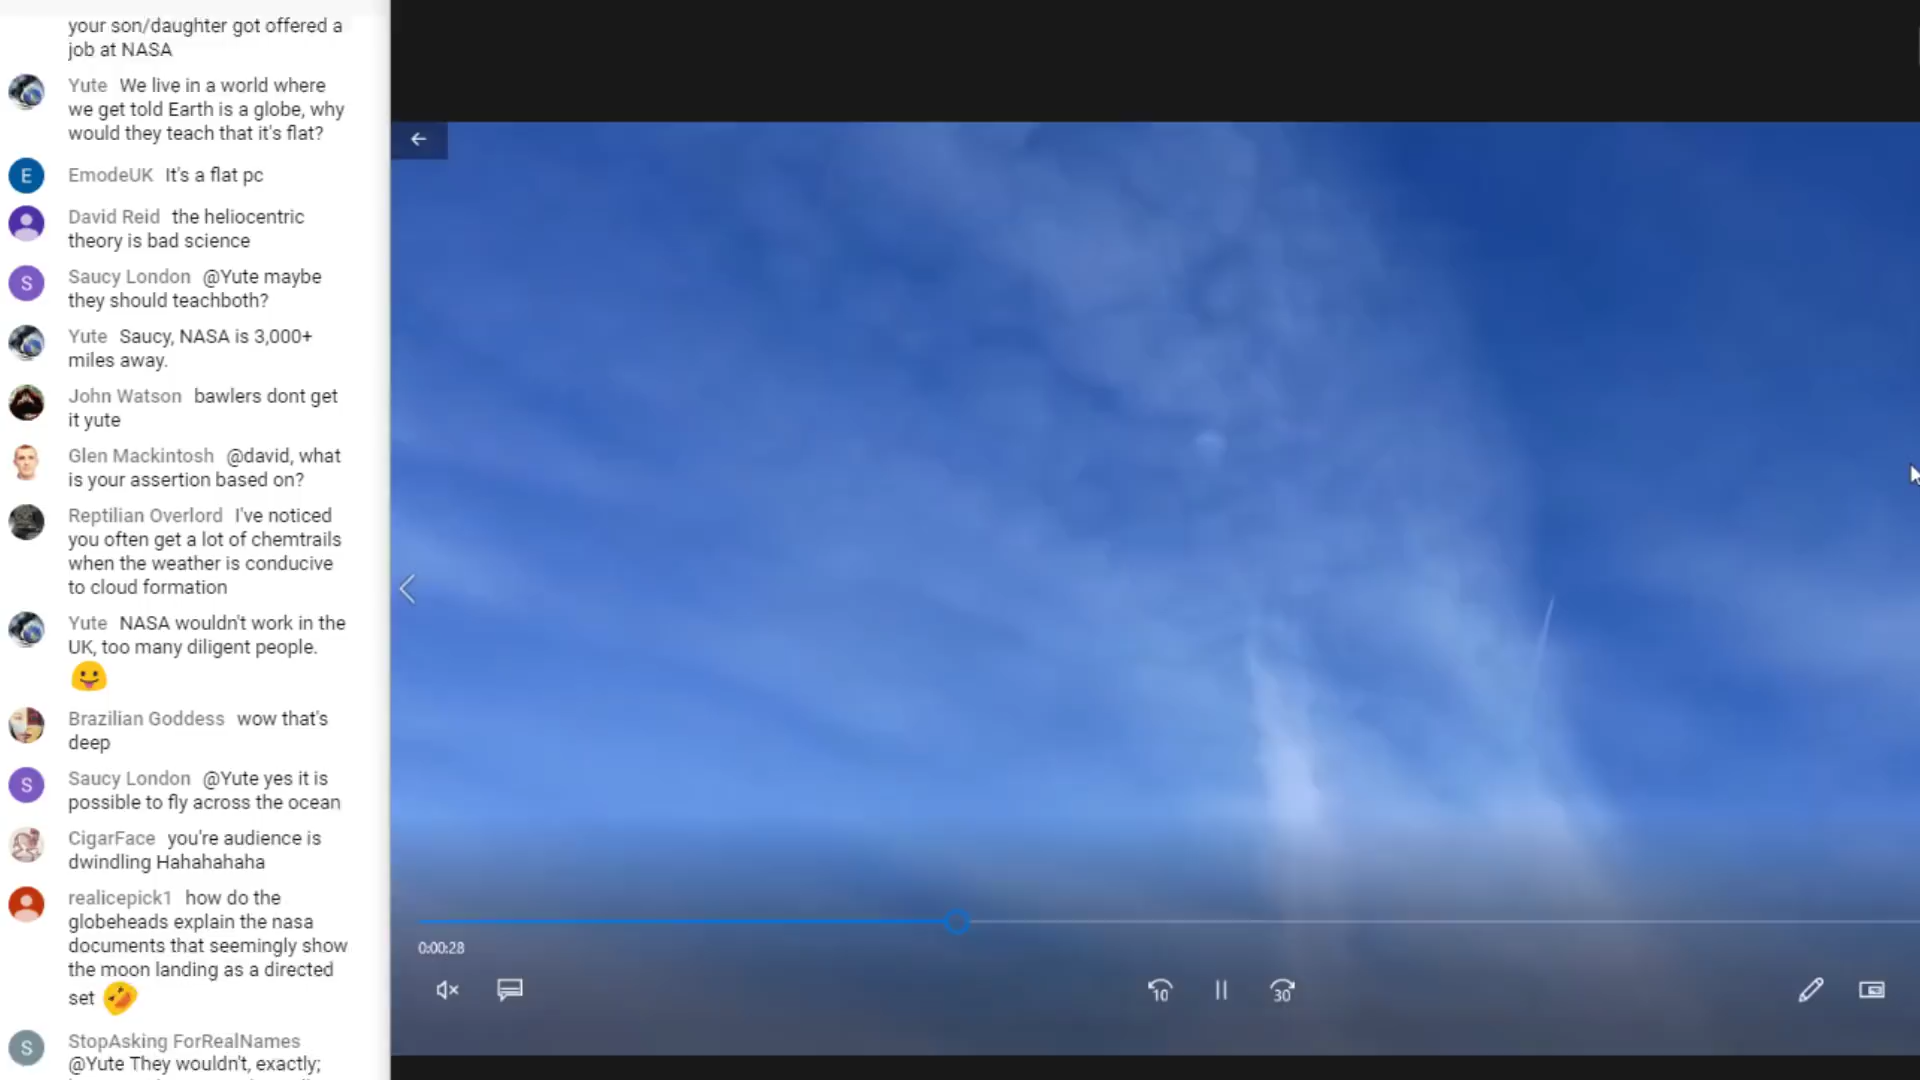 your son/daughter got offered a
job at NASA
Yute We live in a world where
we get told Earth is a globe, why
would they teach that it's flat?
E EmodeUK It's a flat pc
David Reid the heliocentric
theory is bad science
S Saucy London @Yute maybe
they should teachboth?
Yute Saucy, NASA is 3,000+
miles away.
John Watson bawlers dont get
it yute
Glen Mackintosh @david, what
is your assertion based on?
Reptilian Overlord I've noticed
you often get a lot of chemtrails
when the weather is conducive
to cloud formation
Yute NASA wouldn't work in the
UK, too many diligent people.
Brazilian Goddess wow that's
deep
S Saucy London @Yute yes it is
possible to fly across the ocean
CigarFace you're audience is
dwindling Hahahahaha
realicepick1 how do the
globeheads explain the nasa
documents that seemingly show
the moon landing as a directed
set
S StopAsking ForRealNames
@Yute They wouldn't, exactly;
0:00:28
10
30